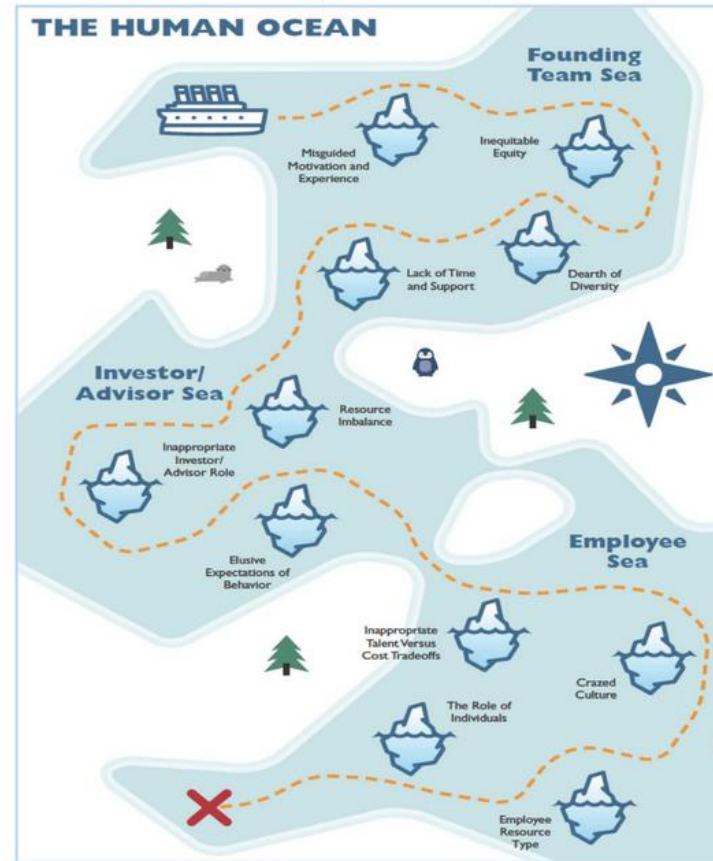 THE HUMAN OCEAN
Founding
Team Sea
Misguided
Motivation and
Experience
Inequitable
Equity
Lack of Time
and Support
Dearth of
Diversity
Investor/
Advisor Sea
Resource
Imbalance
Inappropriate
Investor/
Advisor Role
Elusive
Expectations of
Behavior
Employee
Sea
Inappropriate
Talent Versus
Cost Tradeoffs
Crazed
Culture
The Role of
Individuals
Employee
Resource
Type